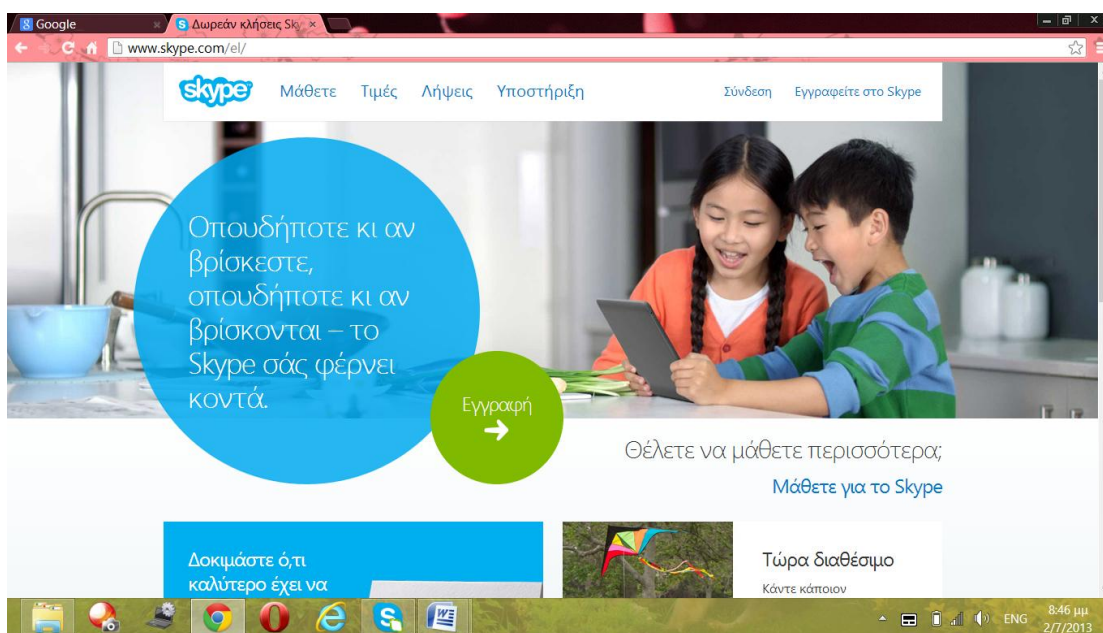 Google
Δωρεάν κλήσεις Sky
www.skype.com/el/
skype
Μάθετε Τιμές Λήψεις Υποστήριξη Σύνδεση Εγγραφείτε στο Skype
Οπουδήποτε κι αν
βρίσκεστε,
οπουδήποτε κι αν
βρίσκονται – το
Skype σάς φέρνει
κοντά.
Εγγραφή
Θέλετε να μάθετε περισσότερα;
Μάθετε για το Skype
Δοκιμάστε ό,τι
καλύτερο έχει να
Τώρα διαθέσιμο
Κάντε κάποιον
ENG
8:46 μμ
2/7/2013